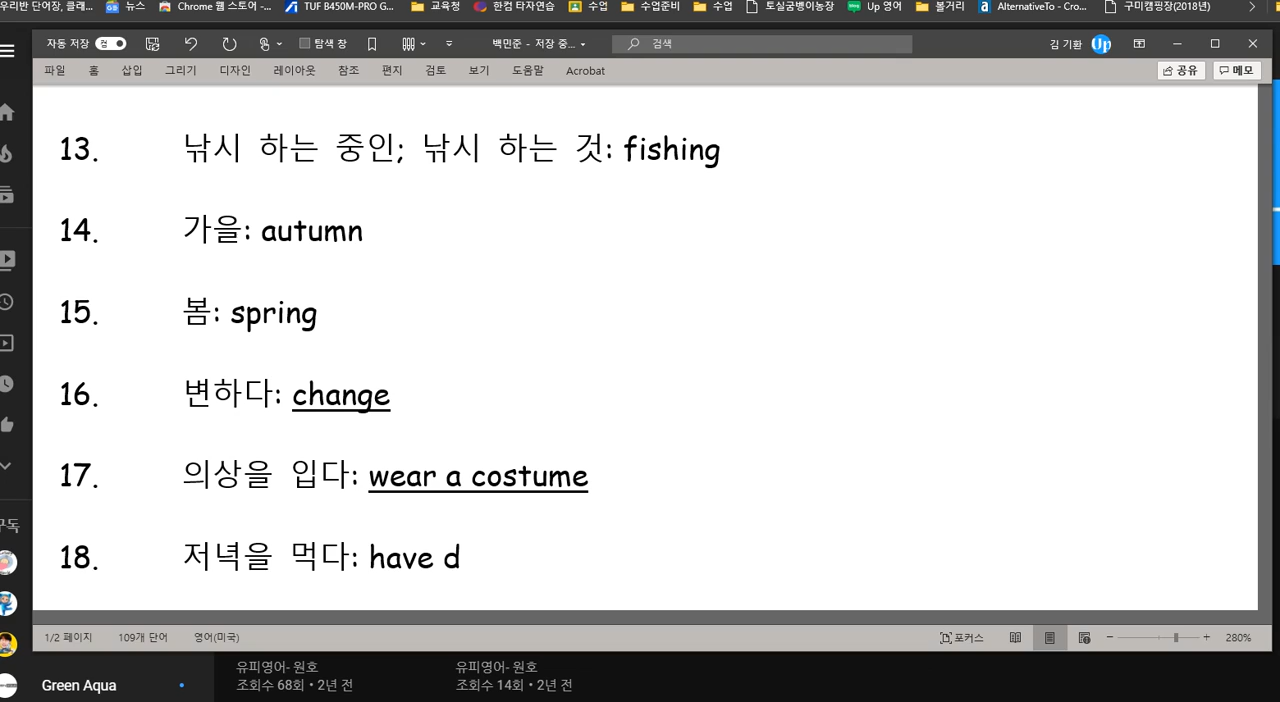 우리반 단어장, 클래... 뉴스 Chrome 웹 스토어 -... TUF B450M-PRO G... 교육청 한컴 타자연습 수업 수업준비 수업 토실굼벵이농장 Up 영어 볼거리 AlternativeTo - Cro... 구미캠핑장(2018년)
자동 저장 탐색 창 백민준 - 저장 중... 검색 김 기환 Up
파일 홈 삽입 그리기 디자인 레이아웃 참조 편지 검토 보기 도움말 Acrobat 공유 메모
13. 낚시 하는 중인; 낚시 하는 것: fishing
14. 가을: autumn
15. 봄: spring
16. 변하다: change
17. 의상을 입다: wear a costume
구독
18. 저녁을 먹다: have d
1/2 페이지 109개 단어 영어(미국) 포커스 280%
유피영어- 원호 유피영어- 원호
Green Aqua 조회수 68회 • 2년 전 조회수 14회 • 2년 전